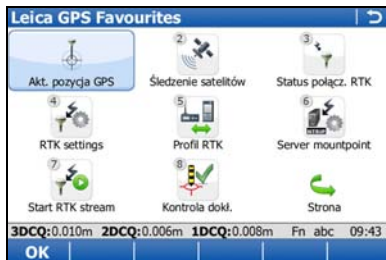 Leica GPS Favourites
Akt. pozycja GPS
2 Śledzenie satelitów
3 Status połącz. RTK
4 RTK settings
5 Profil RTK
6 Server mountpoint
7 Start RTK stream
8 Kontrola dokł.
Strona
3DCQ:0.010m 2DCQ:0.006m 1DCQ:0.008m Fn abc 09:43
OK